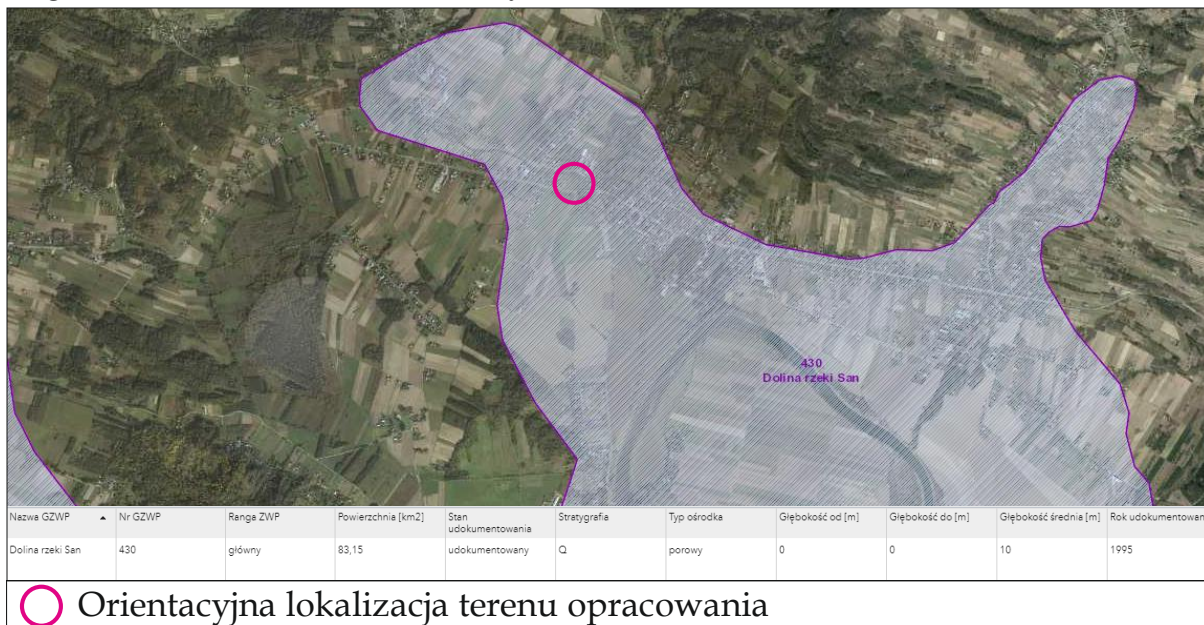 430
Dolina rzeki San
Nazwa GZWP Nr GZWP Ranga ZWP Powierzchnia [km2] Stan udokumentowania Stratygrafia Typ ośrodka Głębokość od [m] Głębokość do [m] Głębokość średnia [m] Rok udokumentowan
Dolina rzeki San 430 główny 83,15 udokumentowany Q porowy 0 0 10 1995
Orientacyjna lokalizacja terenu opracowania